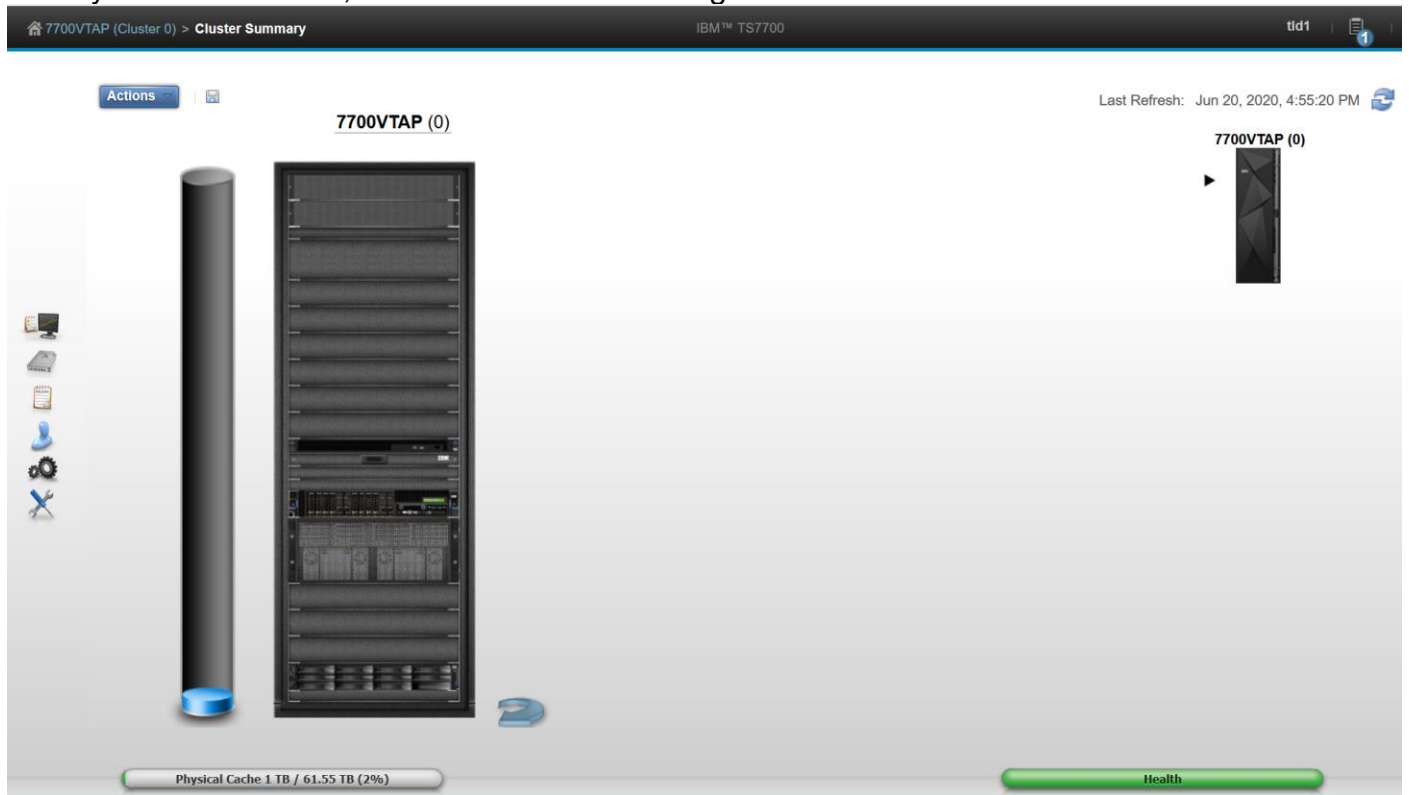 7700VTAP (Cluster 0) > Cluster Summary
IBM™ TS7700
tld1
1
Actions
Last Refresh: Jun 20, 2020, 4:55:20 PM
7700VTAP (0)
7700VTAP (0)
Physical Cache 1 TB / 61.55 TB (2%)
Health